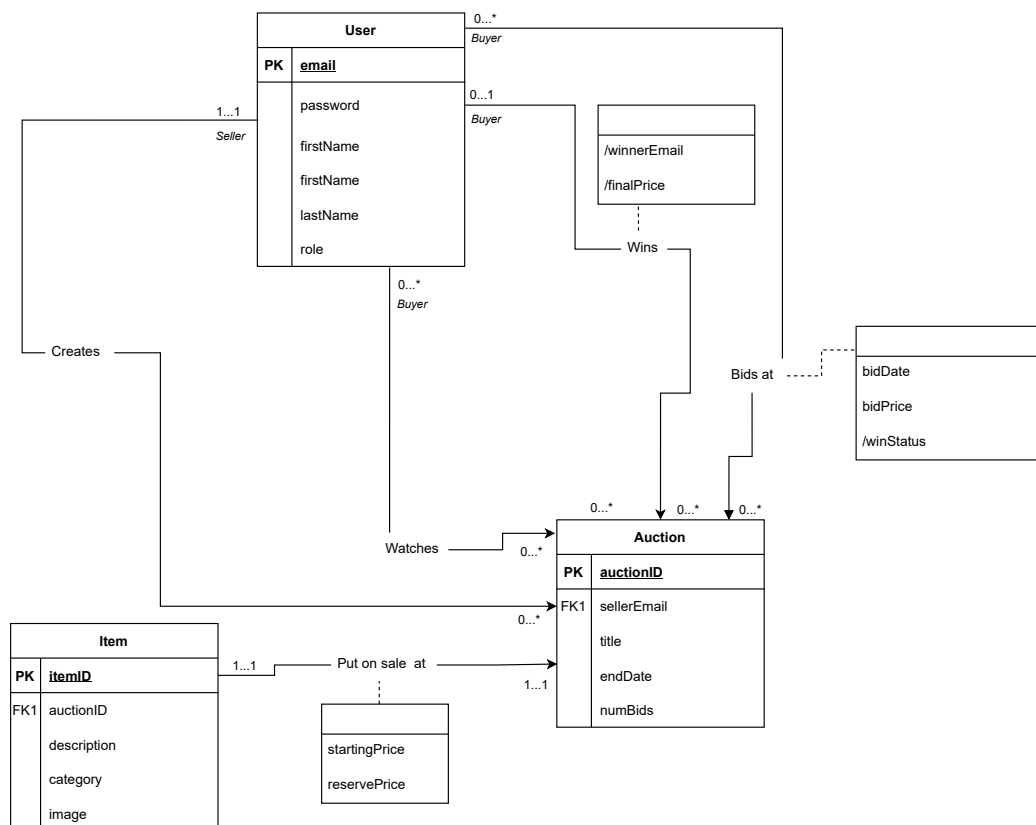 User
PK email
password
firstName
firstName
lastName
role
0...*
Buyer
0...1
Buyer
1...1
Seller
0...*
Buyer
/winnerEmail
/finalPrice
Wins
Creates
Bids at
bidDate
bidPrice
/winStatus
0...*
0...*
0...*
Watches
0...*
0...*
Auction
PK auctionID
FK1 sellerEmail
title
endDate
numBids
Item
PK itemID
FK1 auctionID
description
category
image
1...1
Put on sale at
1...1
startingPrice
reservePrice